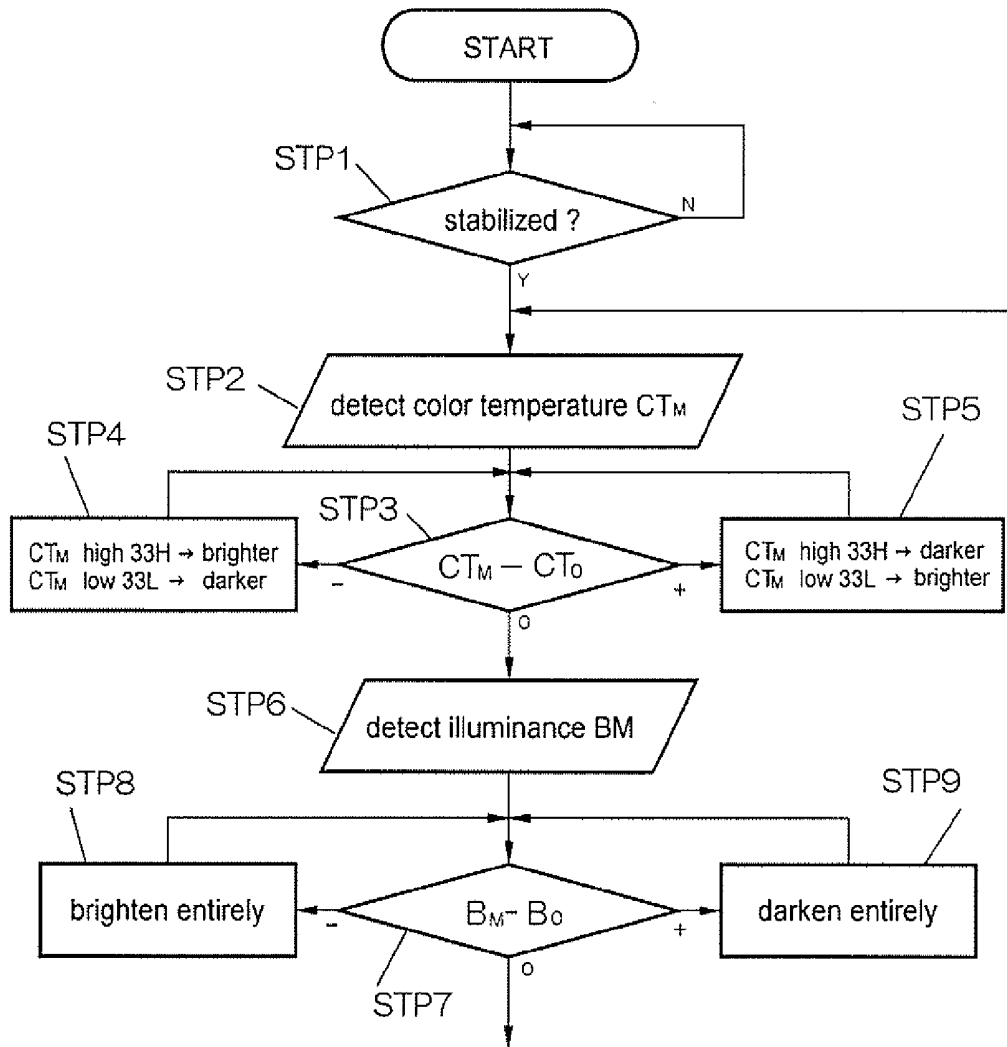 START
STP1
stabilized ?
N
Y
STP2
detect color temperature CTM
STP4
STP5
STP3
CTM high 33H → brighter
CTM low 33L → darker
-
CTM – CT0
+
CTM high 33H → darker
CTM low 33L → brighter
0
STP6
detect illuminance BM
STP8
STP9
brighten entirely
-
BM- B0
+
darken entirely
0
STP7